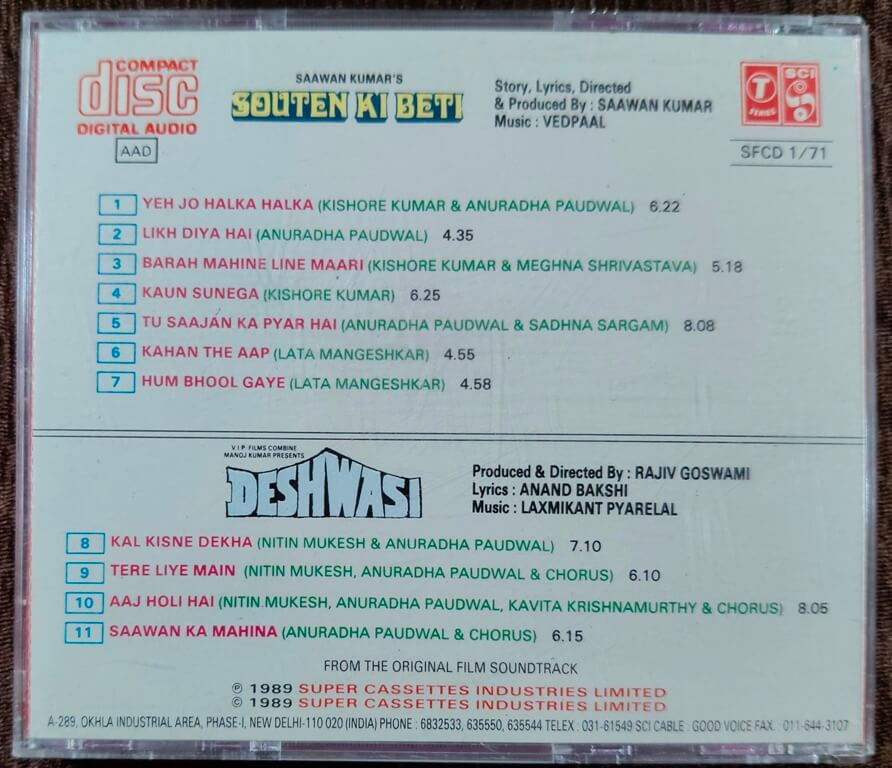 COMPACT
disc
DIGITAL AUDIO
AAD
SAAWAN KUMAR'S
SOUTEN KI BETI
Story, Lyrics, Directed
& Produced By : SAAWAN KUMAR
Music : VEDPAAL
T SERIES
SCI
SFCD 1/71
1 YEH JO HALKA HALKA (KISHORE KUMAR & ANURADHA PAUDWAL) 6.22
2 LIKH DIYA HAI (ANURADHA PAUDWAL) 4.35
3 BARAH MAHINE LINE MAARI (KISHORE KUMAR & MEGHNA SHRIVASTAVA) 5.18
4 KAUN SUNEGA (KISHORE KUMAR) 6.25
5 TU SAAJAN KA PYAR HAI (ANURADHA PAUDWAL & SADHNA SARGAM) 8.08
6 KAHAN THE AAP (LATA MANGESHKAR) 4.55
7 HUM BHOOL GAYE (LATA MANGESHKAR) 4.58
V.I.P. FILMS COMBINE
MANOJ KUMAR PRESENTS
DESHWASI
Produced & Directed By : RAJIV GOSWAMI
Lyrics : ANAND BAKSHI
Music : LAXMIKANT PYARELAL
8 KAL KISNE DEKHA (NITIN MUKESH & ANURADHA PAUDWAL) 7.10
9 TERE LIYE MAIN (NITIN MUKESH, ANURADHA PAUDWAL & CHORUS) 6.10
10 AAJ HOLI HAI (NITIN MUKESH, ANURADHA PAUDWAL, KAVITA KRISHNAMURTHY & CHORUS) 8.05
11 SAAWAN KA MAHINA (ANURADHA PAUDWAL & CHORUS) 6.15
FROM THE ORIGINAL FILM SOUNDTRACK
℗ 1989 SUPER CASSETTES INDUSTRIES LIMITED
© 1989 SUPER CASSETTES INDUSTRIES LIMITED
A-289, OKHLA INDUSTRIAL AREA, PHASE-I, NEW DELHI-110 020 (INDIA) PHONE : 6832533, 635550, 635544 TELEX : 031-61549 SCI CABLE : GOOD VOICE FAX. : 011-644-3107